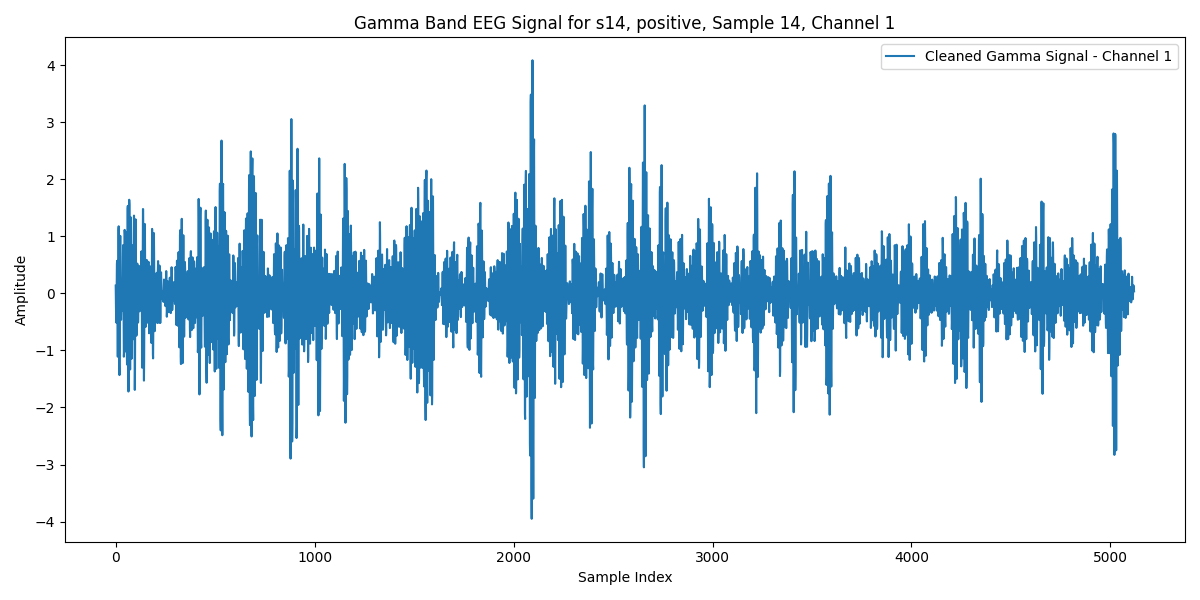 Gamma Band EEG Signal for s14, positive, Sample 14, Channel 1
Cleaned Gamma Signal - Channel 1
Amplitude
4
3
2
1
0
−1
−2
−3
−4
0 1000 2000 3000 4000 5000
Sample Index